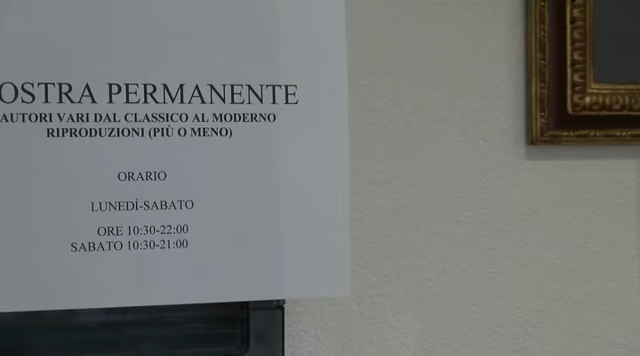 OSTRA PERMANENTE
AUTORI VARI DAL CLASSICO AL MODERNO
RIPRODUZIONI (PIÙ O MENO)
ORARIO
LUNEDÌ-SABATO
ORE 10:30-22:00
SABATO 10:30-21:00